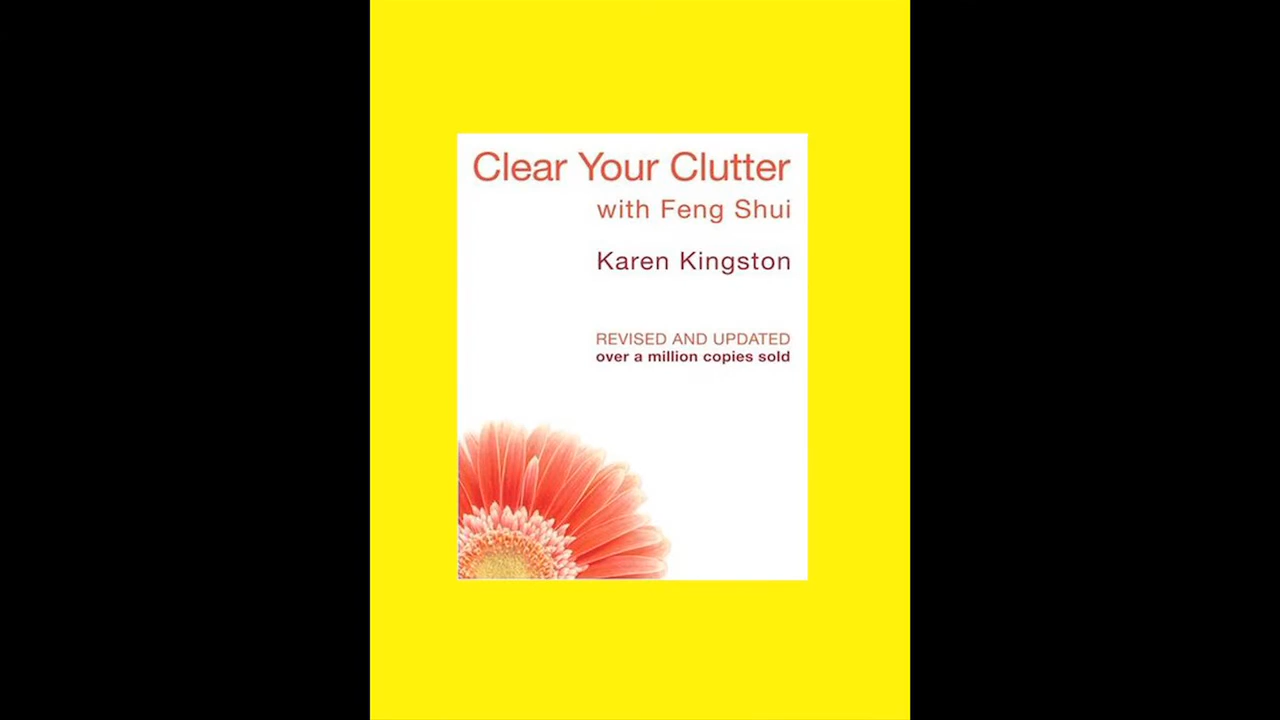 Clear Your Clutter
with Feng Shui
Karen Kingston
REVISED AND UPDATED
over a million copies sold